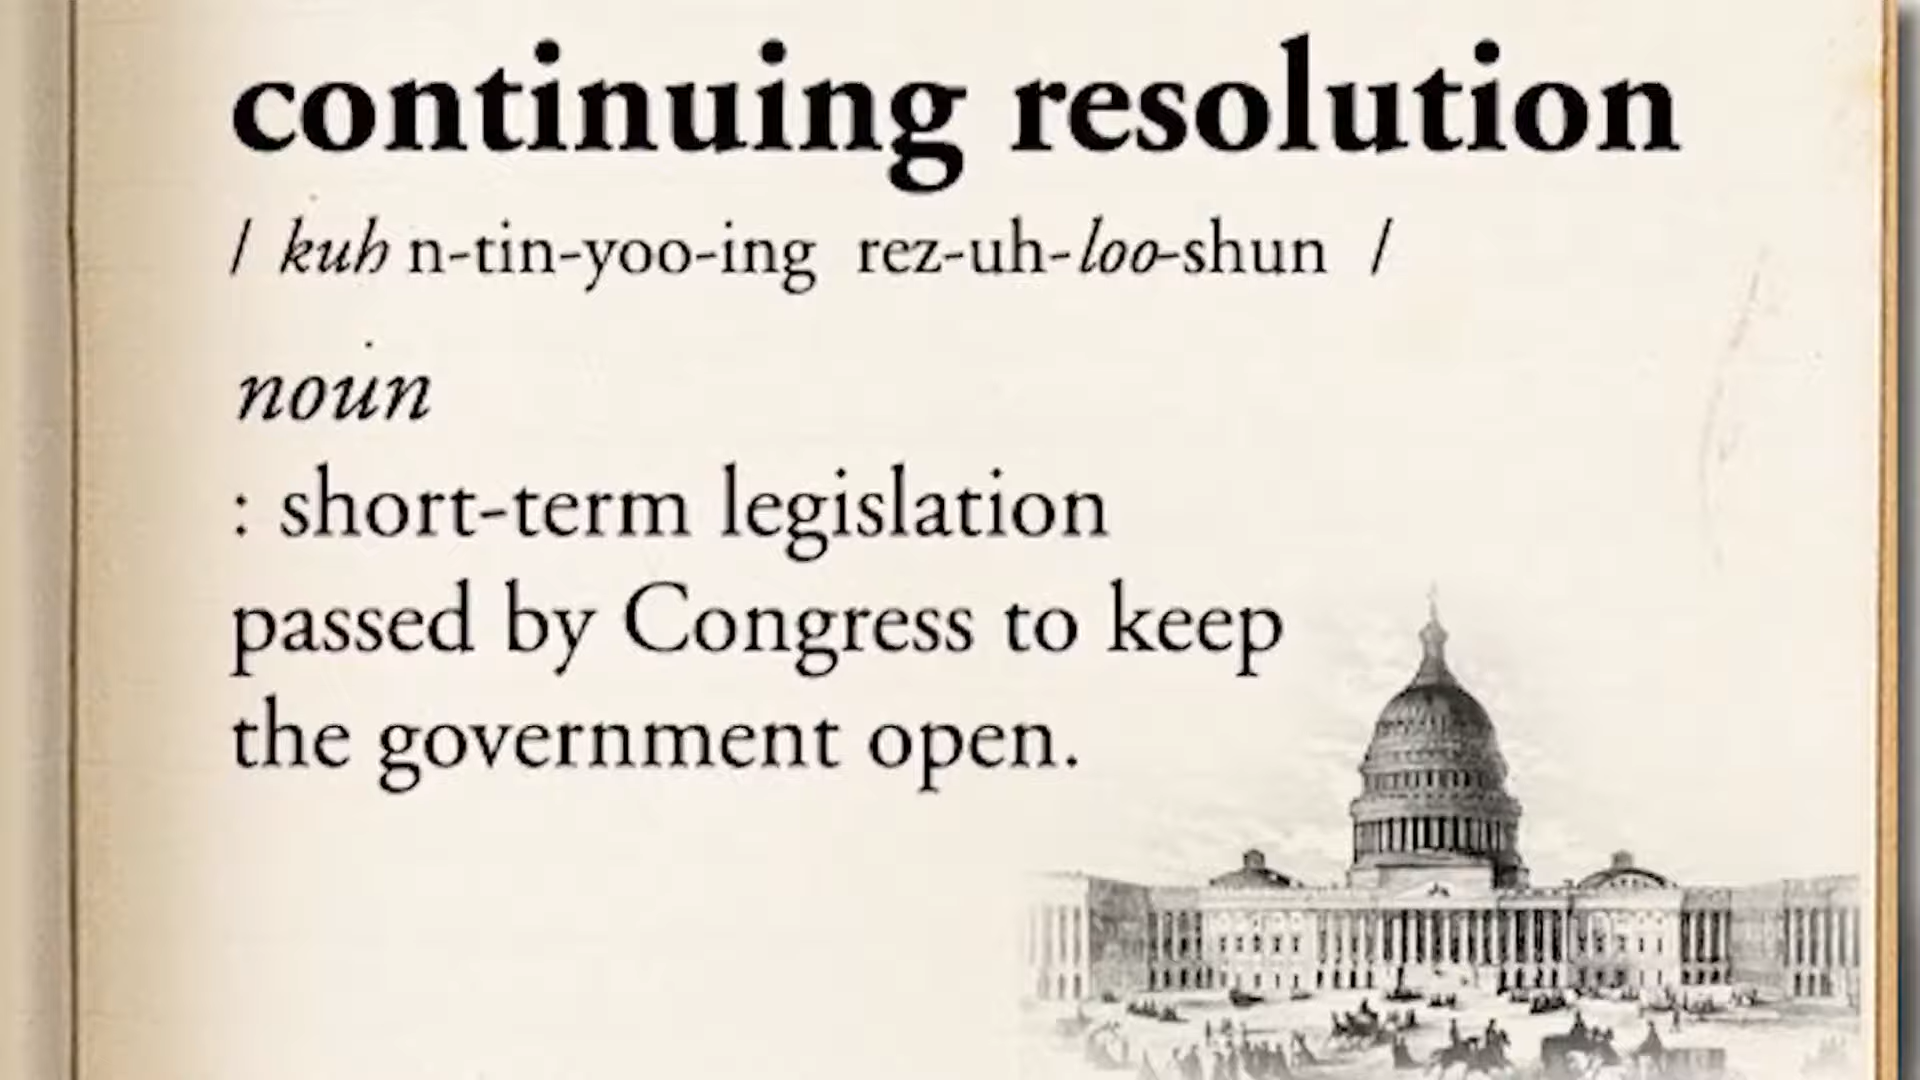 continuing resolution
/ kuh n-tin-yoo-ing rez-uh-loo-shun /
noun
: short-term legislation
passed by Congress to keep
the government open.